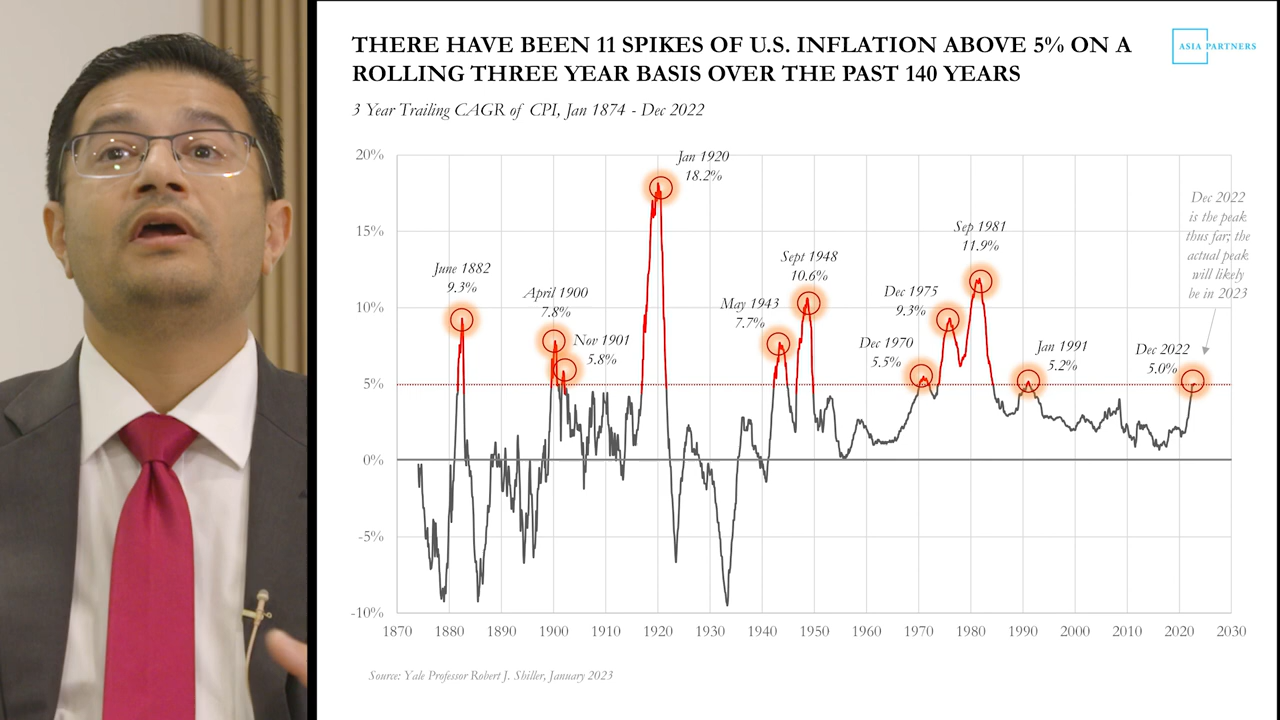 THERE HAVE BEEN 11 SPIKES OF U.S. INFLATION ABOVE 5% ON A
ROLLING THREE YEAR BASIS OVER THE PAST 140 YEARS
ASIA PARTNERS
3 Year Trailing CAGR of CPI, Jan 1874 - Dec 2022
20%
15%
10%
5%
0%
-5%
-10%
June 1882
9.3%
April 1900
7.8%
Nov 1901
5.8%
Jan 1920
18.2%
May 1943
7.7%
Sept 1948
10.6%
Dec 1970
5.5%
Dec 1975
9.3%
Sep 1981
11.9%
Jan 1991
5.2%
Dec 2022
5.0%
Dec 2022
is the peak
thus far; the
actual peak
will likely
be in 2023
1870 1880 1890 1900 1910 1920 1930 1940 1950 1960 1970 1980 1990 2000 2010 2020 2030
Source: Yale Professor Robert J. Shiller, January 2023